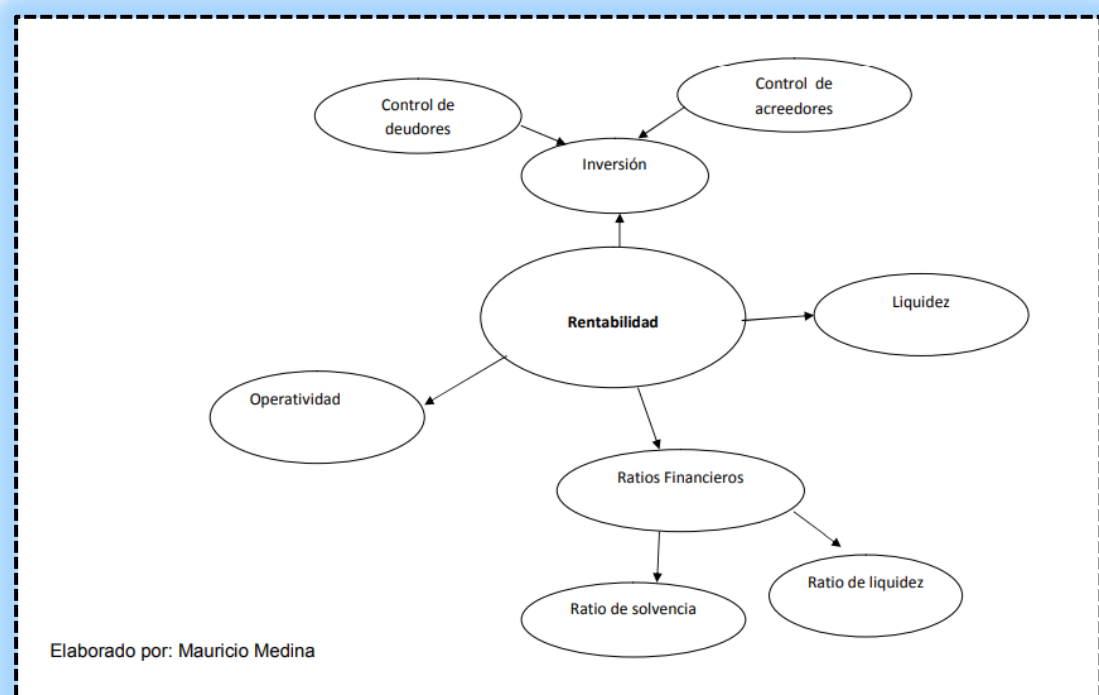 Control de
deudores
Control de
acreedores
Inversión
Rentabilidad
Liquidez
Operatividad
Ratios Financieros
Ratio de solvencia
Ratio de liquidez
Elaborado por: Mauricio Medina